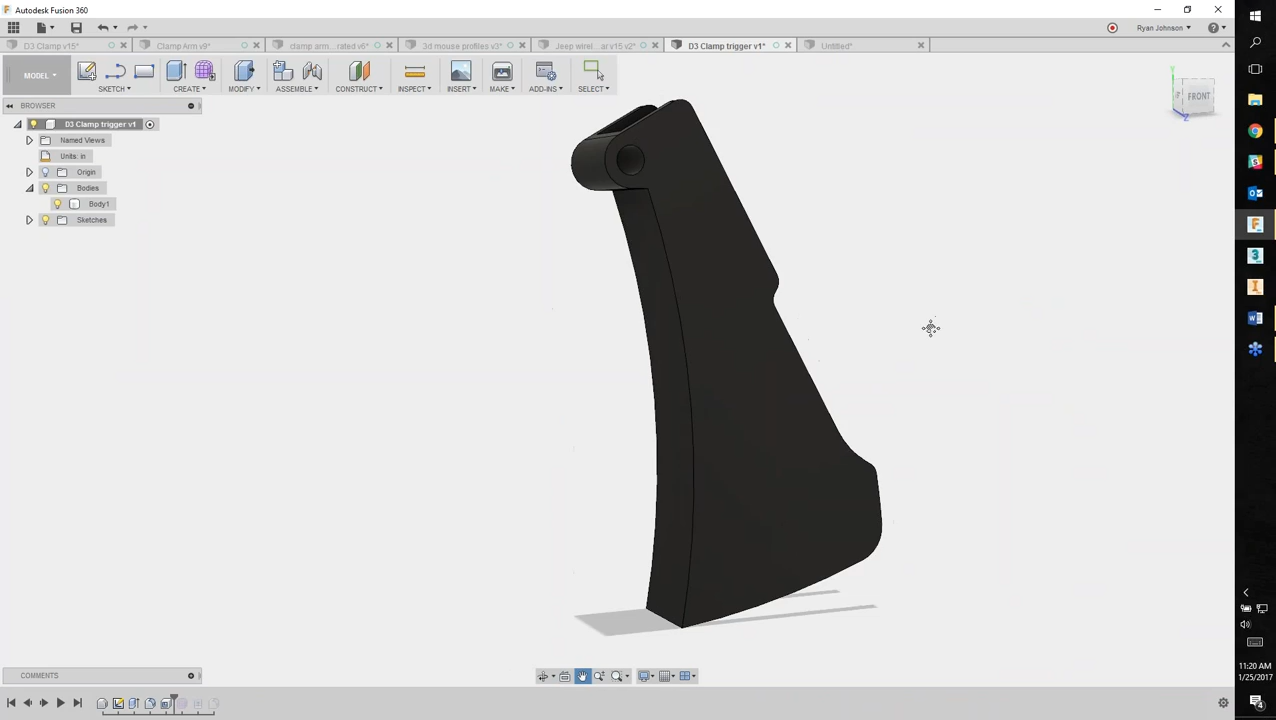 Autodesk Fusion 360
Ryan Johnson
D3 Clamp v15*
Clamp Arm v9*
clamp arm...rated v6*
3d mouse profiles v3*
Jeep wirel...ar v15 v2*
D3 Clamp trigger v1*
Untitled*
MODEL
SKETCH
CREATE
MODIFY
ASSEMBLE
CONSTRUCT
INSPECT
INSERT
MAKE
ADD-INS
SELECT
BROWSER
D3 Clamp trigger v1
Named Views
Units: in
Origin
Bodies
Body1
Sketches
Y
FRONT
Z
COMMENTS
11:20 AM
1/25/2017
4